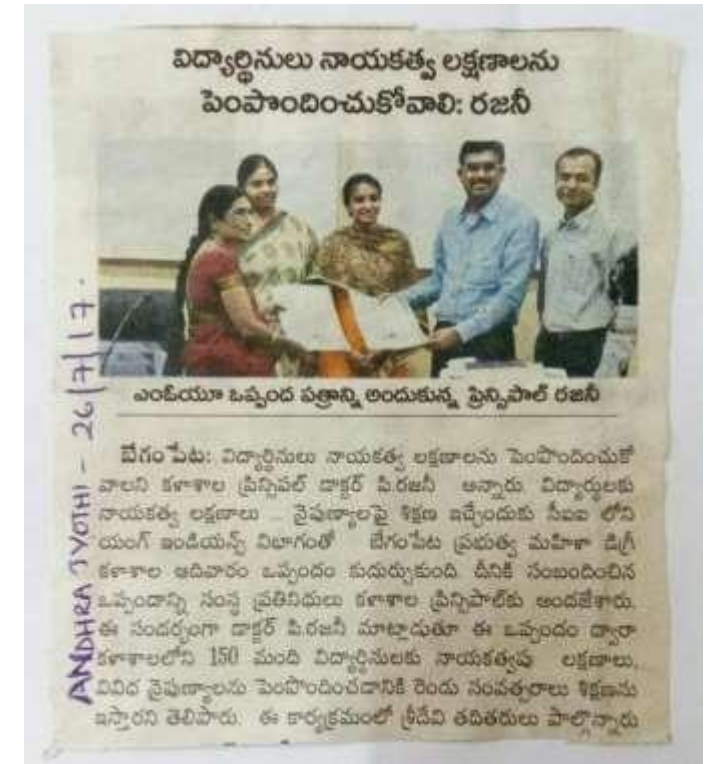 విద్యార్థినులు నాయకత్వ లక్షణాలను
పెంపొందించుకోవాలి: రజనీ
ఎంఓయూ ఒప్పంద పత్రాన్ని అందుకున్న ప్రిన్సిపాల్ రజనీ
బేగంపేట: విద్యార్థినులు నాయకత్వ లక్షణాలను పెంపొందించుకో
వాలని కళాశాల ప్రిన్సిపల్ డాక్టర్ పి.రజనీ అన్నారు. విద్యార్థులకు
నాయకత్వ లక్షణాలు ... నైపుణ్యాలపై శిక్షణ ఇచ్చేందుకు సీఐఐ లోని
యంగ్ ఇండియన్స్ విభాగంతో బేగంపేట ప్రభుత్వ మహిళా డిగ్రీ
కళాశాల ఆదివారం ఒప్పందం కుదుర్చుకుంది. దీనికి సంబందించిన
ఒప్పందాన్ని సంస్థ ప్రతినిధులు కళాశాల ప్రిన్సిపాల్‌కు అందజేశారు.
ఈ సందర్భంగా డాక్టర్ పి.రజనీ మాట్లాడుతూ ఈ ఒప్పందం ద్వారా
కళాశాలలోని 150 మంది విద్యార్థినులకు నాయకత్వపు లక్షణాలు,
వివిధ నైపుణ్యాలను పెంపొందించడానికి రెండు సంవత్సరాలు శిక్షణను
ఇస్తారని తెలిపారు. ఈ కార్యక్రమంలో శ్రీదేవి తదితరులు పాల్గొన్నారు
ANDHRA JYOTHI - 26/7/17.